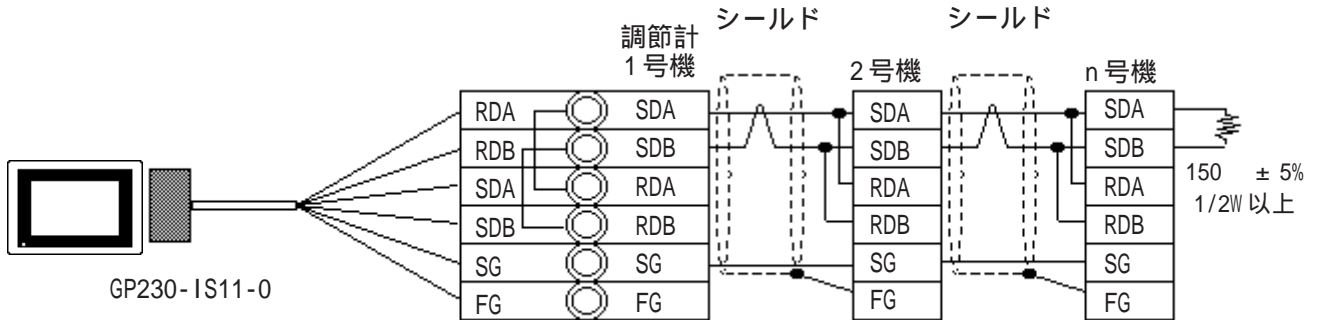 シールド
シールド
調節計
1号機
2号機
n号機
RDA
SDA
SDA
SDA
RDB
SDB
SDB
SDB
SDA
RDA
RDA
RDA
SDB
RDB
RDB
RDB
SG
SG
SG
SG
FG
FG
FG
FG
150 ± 5%
1/2W以上
GP230-IS11-0